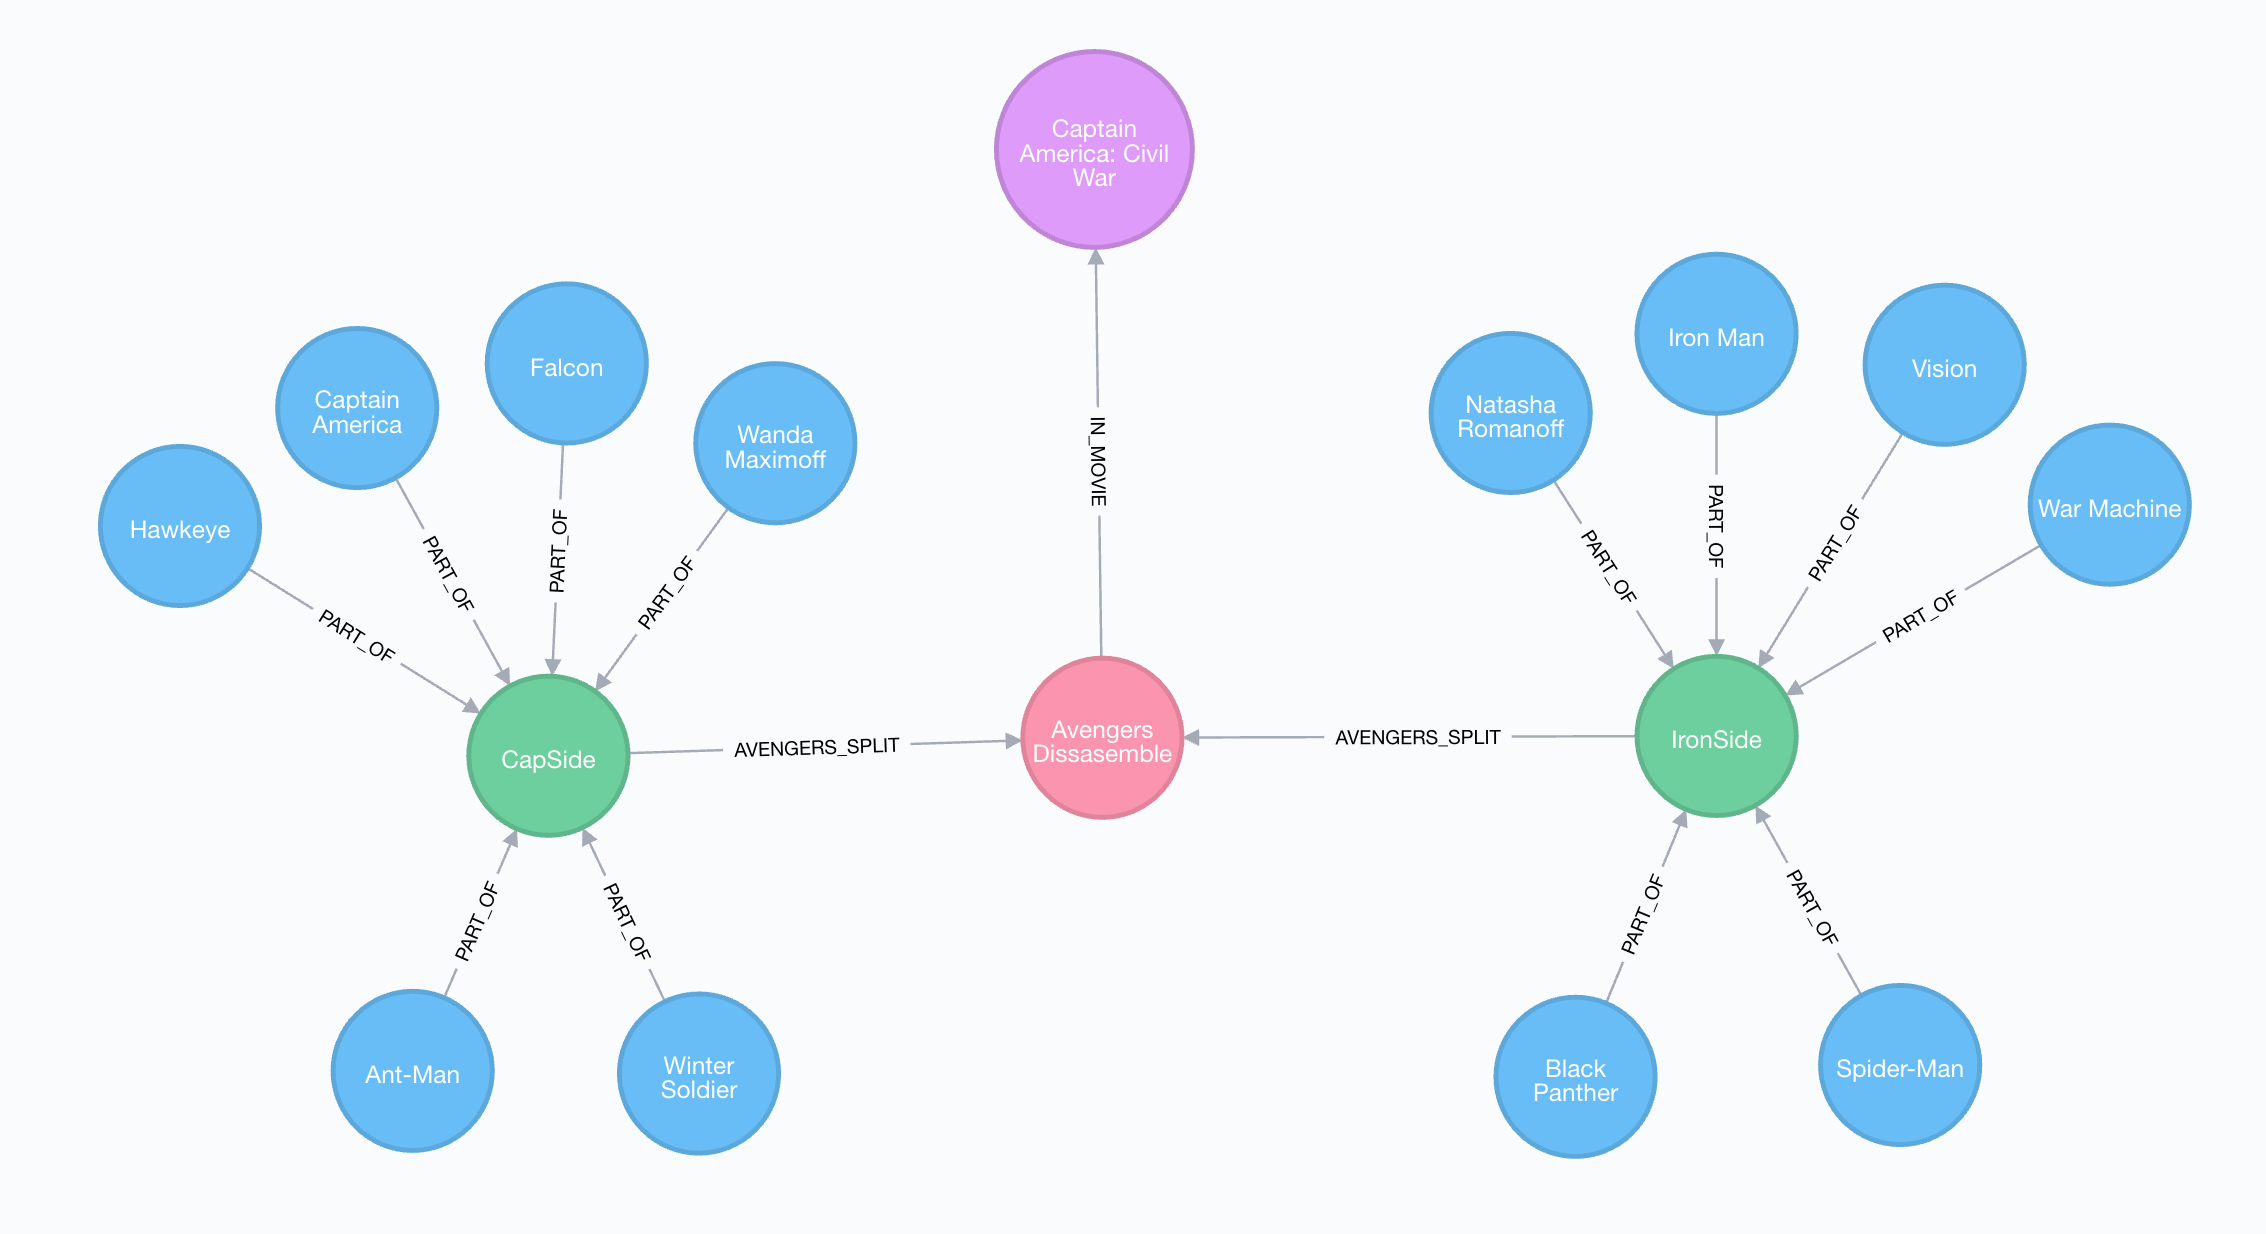 Captain
America: Civil
War
IN_MOVIE
Hawkeye
Captain
America
Falcon
Wanda
Maximoff
PART_OF
PART_OF
PART_OF
PART_OF
CapSide
PART_OF
PART_OF
Ant-Man
Winter
Soldier
AVENGERS_SPLIT
Avengers
Dissasemble
AVENGERS_SPLIT
Natasha
Romanoff
Iron Man
Vision
War Machine
PART_OF
PART_OF
PART_OF
PART_OF
IronSide
PART_OF
PART_OF
Black
Panther
Spider-Man